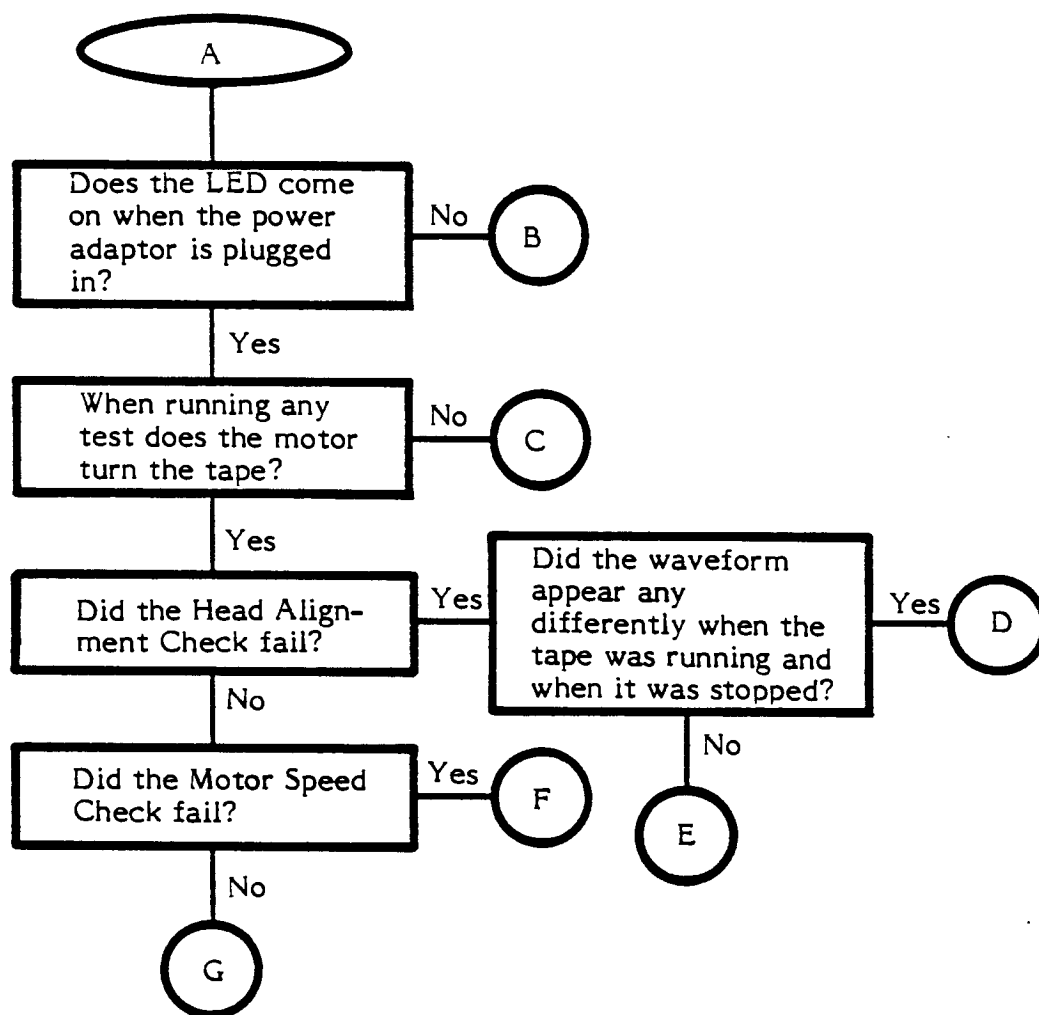 A
Does the LED come
on when the power
adaptor is plugged
in?
No
B
Yes
When running any
test does the motor
turn the tape?
No
C
Yes
Did the Head Align-
ment Check fail?
Yes
Did the waveform
appear any
differently when the
tape was running and
when it was stopped?
Yes
D
No
E
No
Did the Motor Speed
Check fail?
Yes
F
No
G